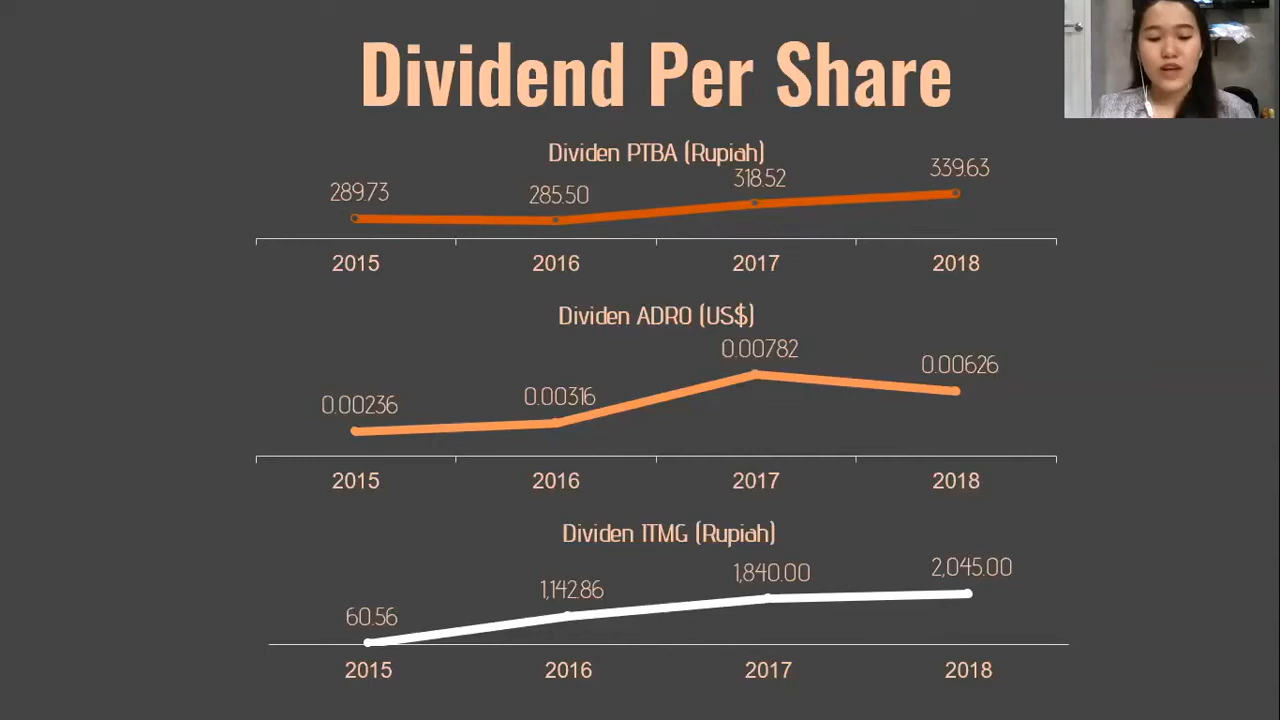 Dividend Per Share
Dividen PTBA (Rupiah)
289.73 285.50 318.52 339.63
2015 2016 2017 2018
Dividen ADRO (US$)
0.00236 0.00316 0.00782 0.00626
2015 2016 2017 2018
Dividen ITMG (Rupiah)
60.56 1,142.86 1,840.00 2,045.00
2015 2016 2017 2018